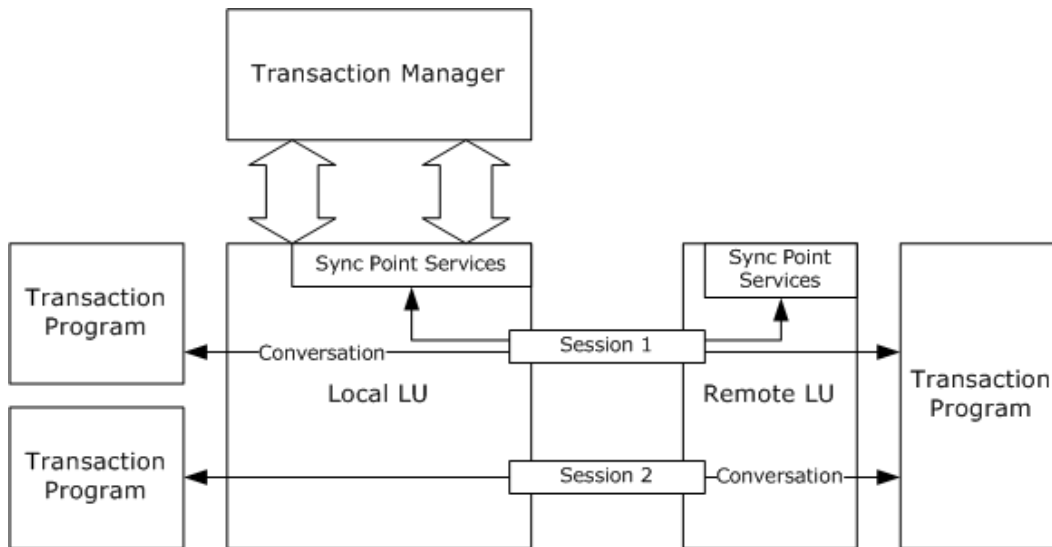 Transaction Manager
Sync Point Services
Sync Point
Services
Transaction
Program
Session 1
Conversation
Local LU
Remote LU
Transaction
Program
Transaction
Program
Session 2
Conversation